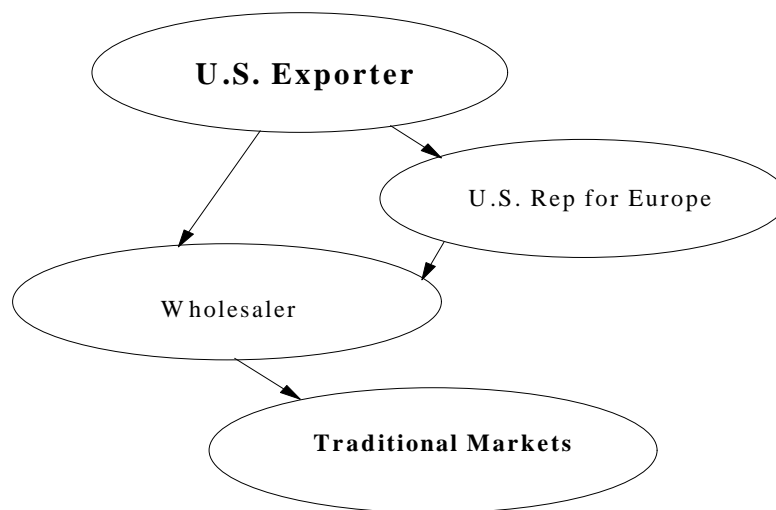 U.S. Exporter
U.S. Rep for Europe
Wholesaler
Traditional Markets